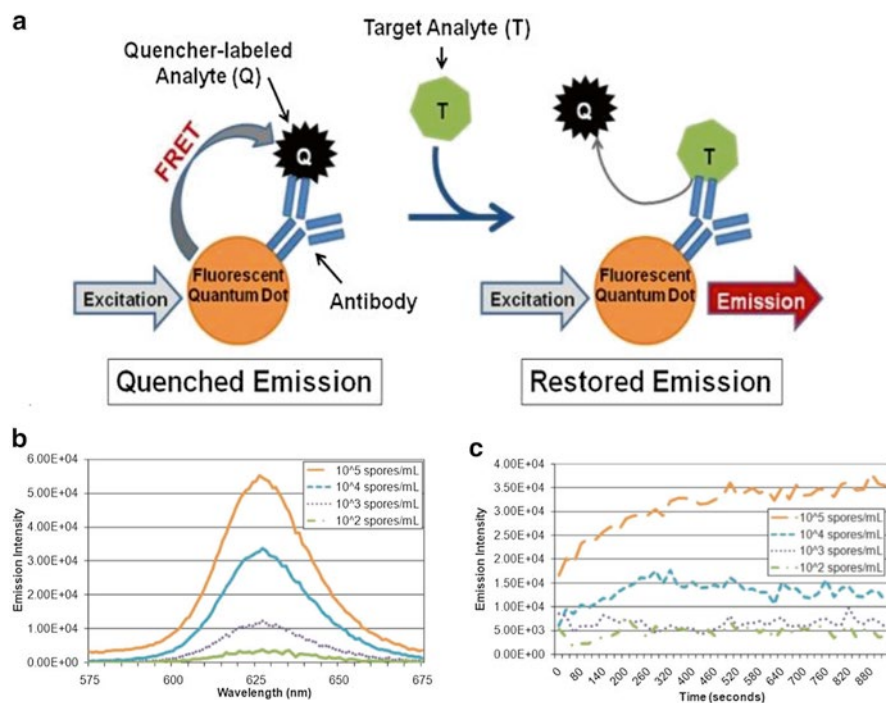 a
Quencher-labeled
Analyte (Q)
Target Analyte (T)
FRET
Q
T
Q
T
Fluorescent
Quantum Dot
Excitation
Antibody
Fluorescent
Quantum Dot
Excitation
Emission
Quenched Emission
Restored Emission
b
6.00E+04
5.00E+04
4.00E+04
3.00E+04
2.00E+04
1.00E+04
0.00E+00
Emission Intensity
10^5 spores/mL
10^4 spores/mL
10^3 spores/mL
10^2 spores/mL
575 600 625 650 675
Wavelength (nm)
c
4.00E+04
3.50E+04
3.00E+04
2.50E+04
2.00E+04
1.50E+04
1.00E+04
5.00E+03
0.00E+00
Emission Intensity
10^5 spores/mL
10^4 spores/mL
10^3 spores/mL
10^2 spores/mL
0 80 140 200 260 320 400 460 520 580 640 700 760 820 880
Time (seconds)